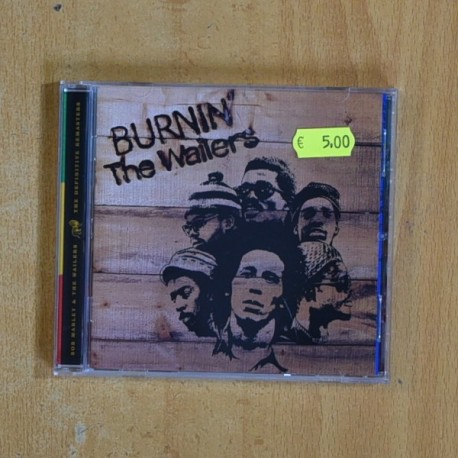 BURNIN'
The Wailers
€ 5,00
BOB MARLEY & THE WAILERS THE DEFINITIVE REMASTERS